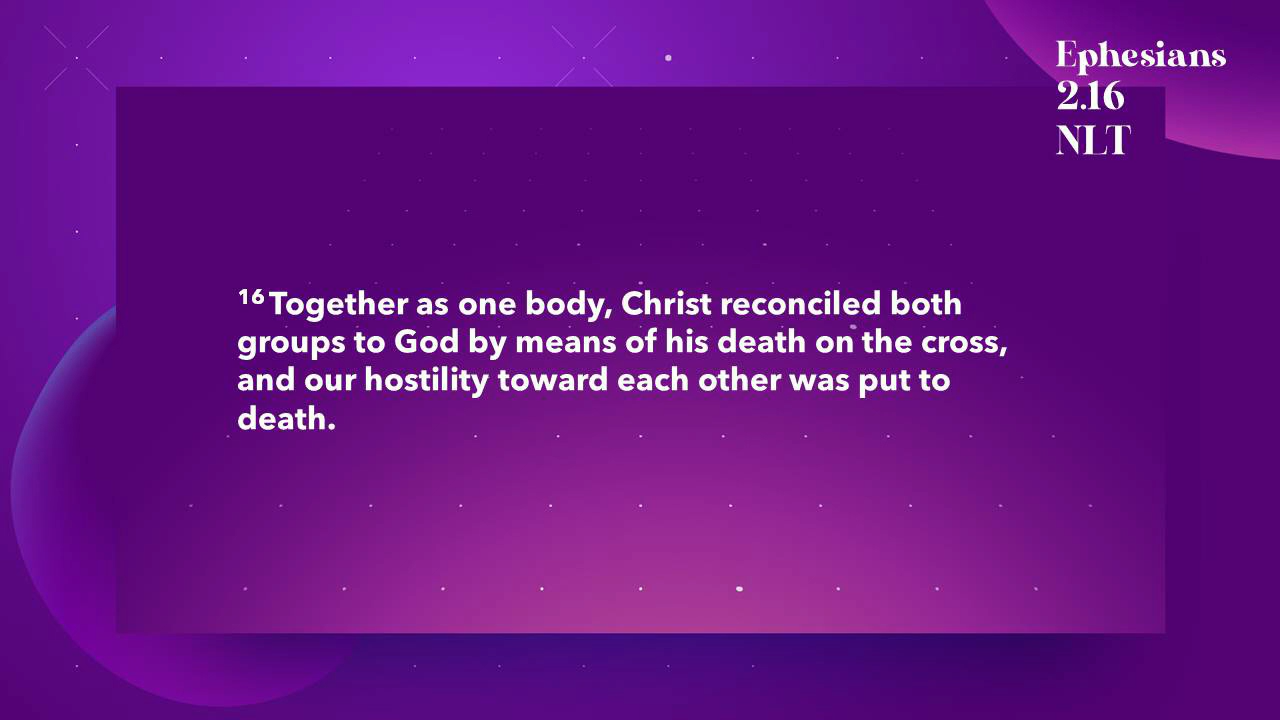 Ephesians
2.16
NLT
16 Together as one body, Christ reconciled both
groups to God by means of his death on the cross,
and our hostility toward each other was put to
death.